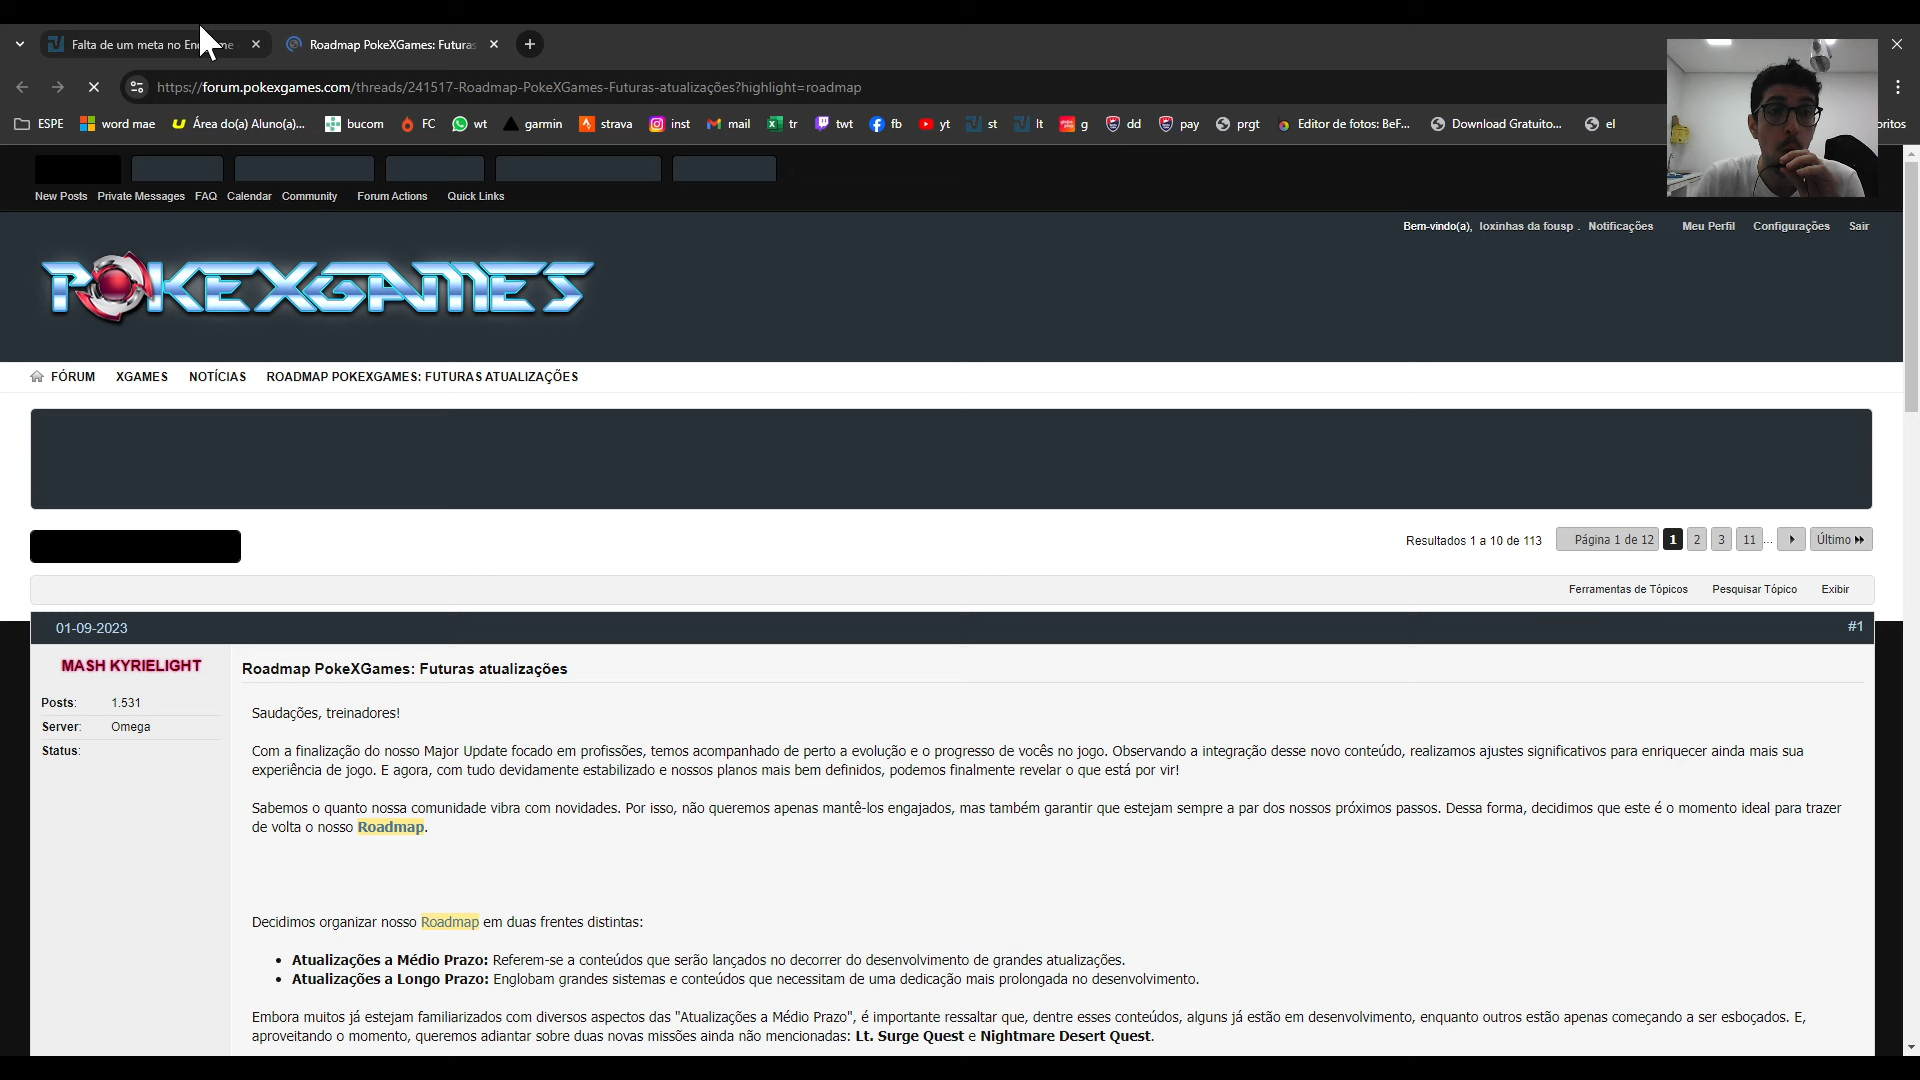 Falta de um meta no En me
Roadmap PokeXGames: Futuras
https://forum.pokexgames.com/threads/241517-Roadmap-PokeXGames-Futuras-atualizações?highlight=roadmap
ESPE word mae Área do(a) Aluno(a)... bucom FC wt garmin strava inst mail tr twt fb yt st lt g dd pay prgt Editor de fotos: BeF... Download Gratuito... el oritos
New Posts Private Messages FAQ Calendar Community Forum Actions Quick Links
Bem-vindo(a), loxinhas da fousp . Notificações Meu Perfil Configurações Sair
POKEXGAMES
FÓRUM XGAMES NOTÍCIAS ROADMAP POKEXGAMES: FUTURAS ATUALIZAÇÕES
Resultados 1 a 10 de 113 Página 1 de 12 1 2 3 11 ... Último
Ferramentas de Tópicos Pesquisar Tópico Exibir
01-09-2023 #1
MASH KYRIELIGHT
Posts: 1.531
Server: Omega
Status:
Roadmap PokeXGames: Futuras atualizações
Saudações, treinadores!
Com a finalização do nosso Major Update focado em profissões, temos acompanhado de perto a evolução e o progresso de vocês no jogo. Observando a integração desse novo conteúdo, realizamos ajustes significativos para enriquecer ainda mais sua
experiência de jogo. E agora, com tudo devidamente estabilizado e nossos planos mais bem definidos, podemos finalmente revelar o que está por vir!
Sabemos o quanto nossa comunidade vibra com novidades. Por isso, não queremos apenas mantê-los engajados, mas também garantir que estejam sempre a par dos nossos próximos passos. Dessa forma, decidimos que este é o momento ideal para trazer
de volta o nosso Roadmap.
Decidimos organizar nosso Roadmap em duas frentes distintas:
• Atualizações a Médio Prazo: Referem-se a conteúdos que serão lançados no decorrer do desenvolvimento de grandes atualizações.
• Atualizações a Longo Prazo: Englobam grandes sistemas e conteúdos que necessitam de uma dedicação mais prolongada no desenvolvimento.
Embora muitos já estejam familiarizados com diversos aspectos das "Atualizações a Médio Prazo", é importante ressaltar que, dentre esses conteúdos, alguns já estão em desenvolvimento, enquanto outros estão apenas começando a ser esboçados. E,
aproveitando o momento, queremos adiantar sobre duas novas missões ainda não mencionadas: Lt. Surge Quest e Nightmare Desert Quest.